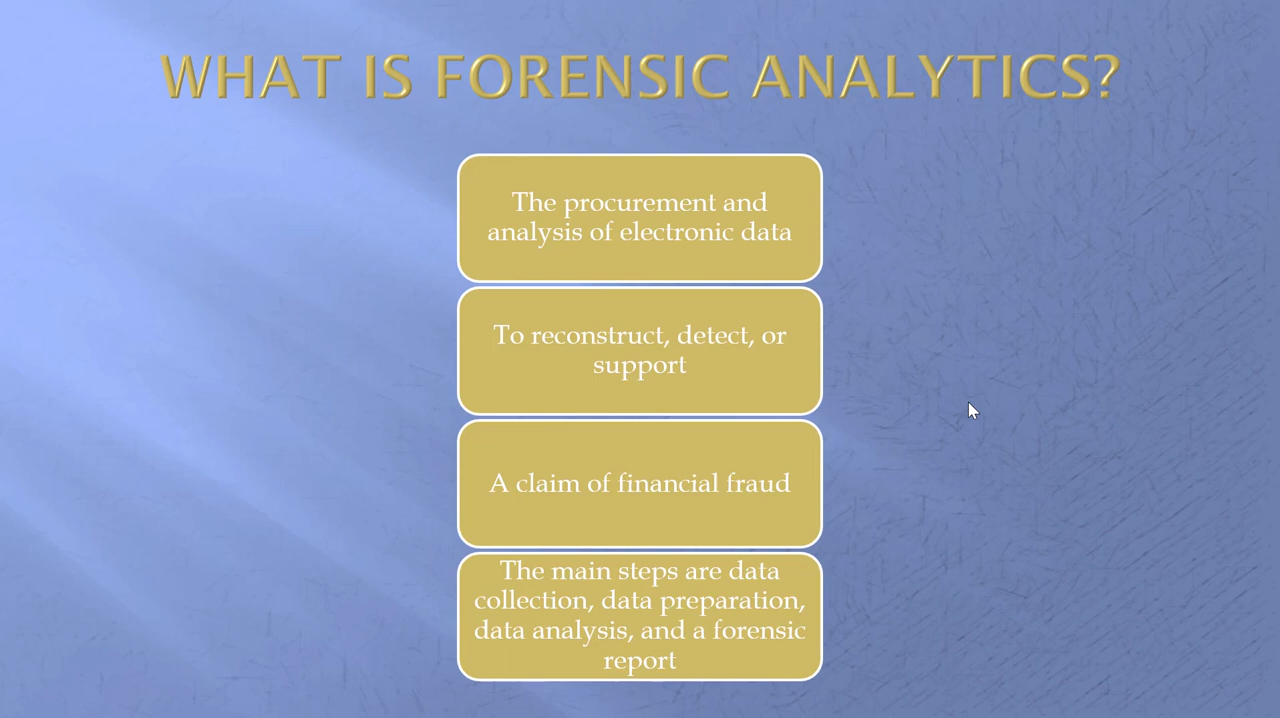 WHAT IS FORENSIC ANALYTICS?
The procurement and
analysis of electronic data
To reconstruct, detect, or
support
A claim of financial fraud
The main steps are data
collection, data preparation,
data analysis, and a forensic
report